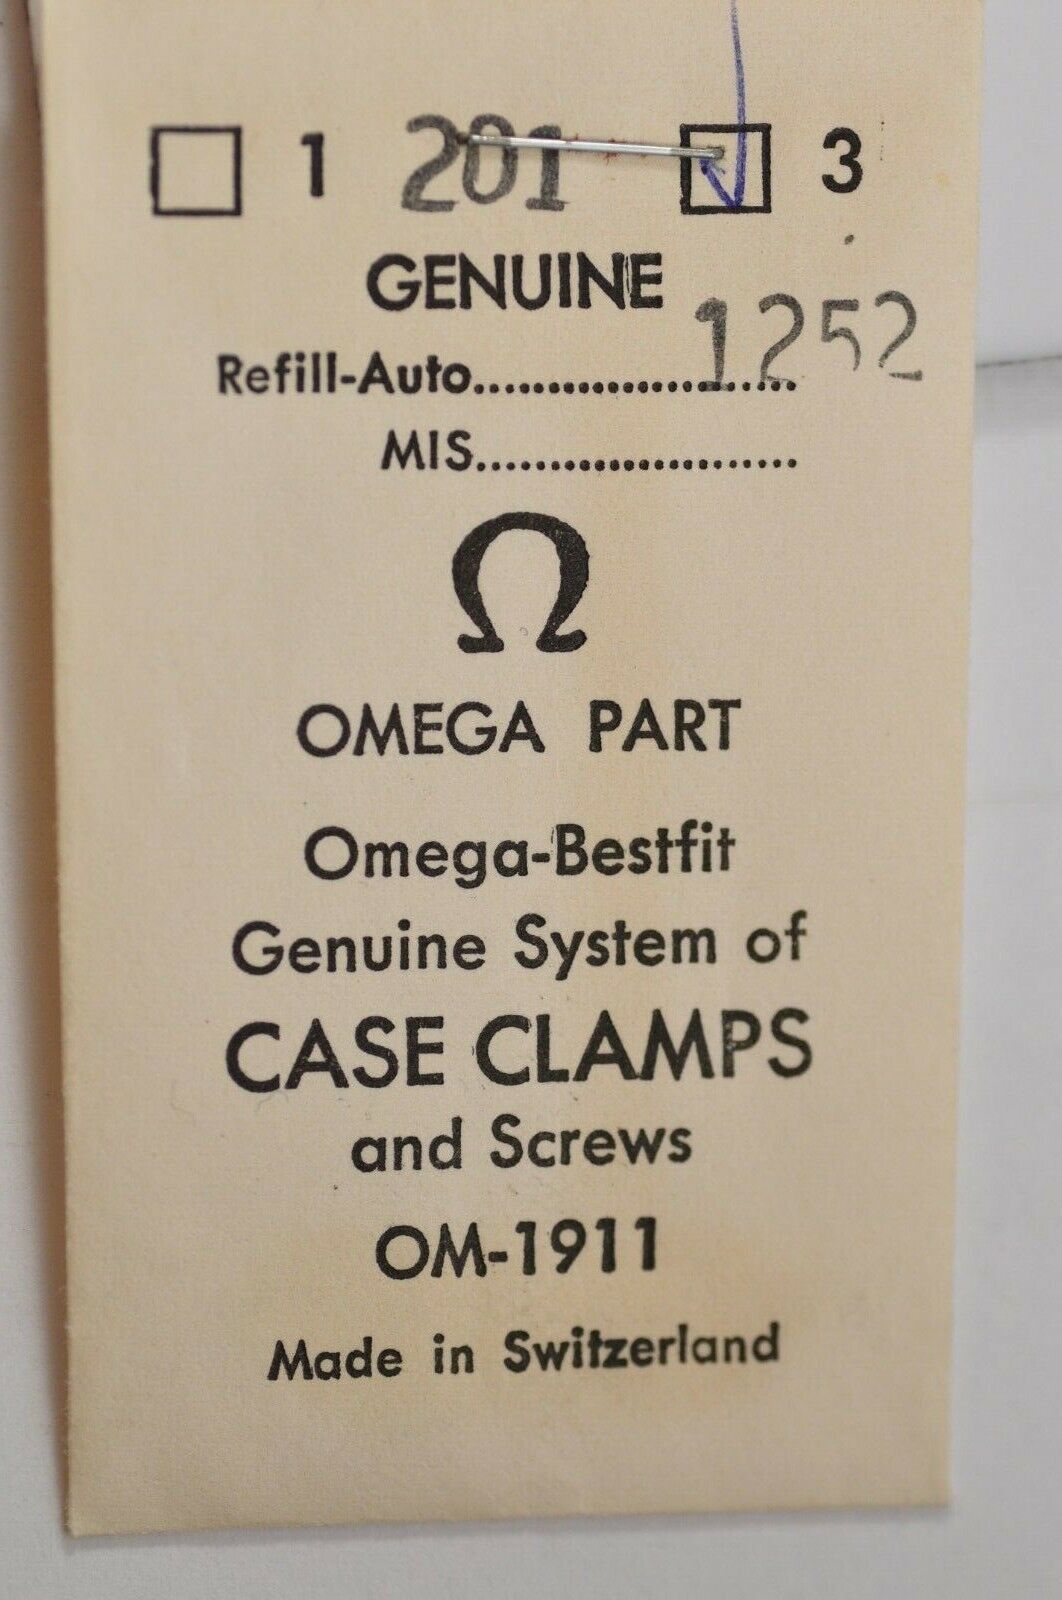 1 201 3
GENUINE
1252
Refill-Auto......................
MIS......................
Ω
OMEGA PART
Omega-Bestfit
Genuine System of
CASE CLAMPS
and Screws
OM-1911
Made in Switzerland